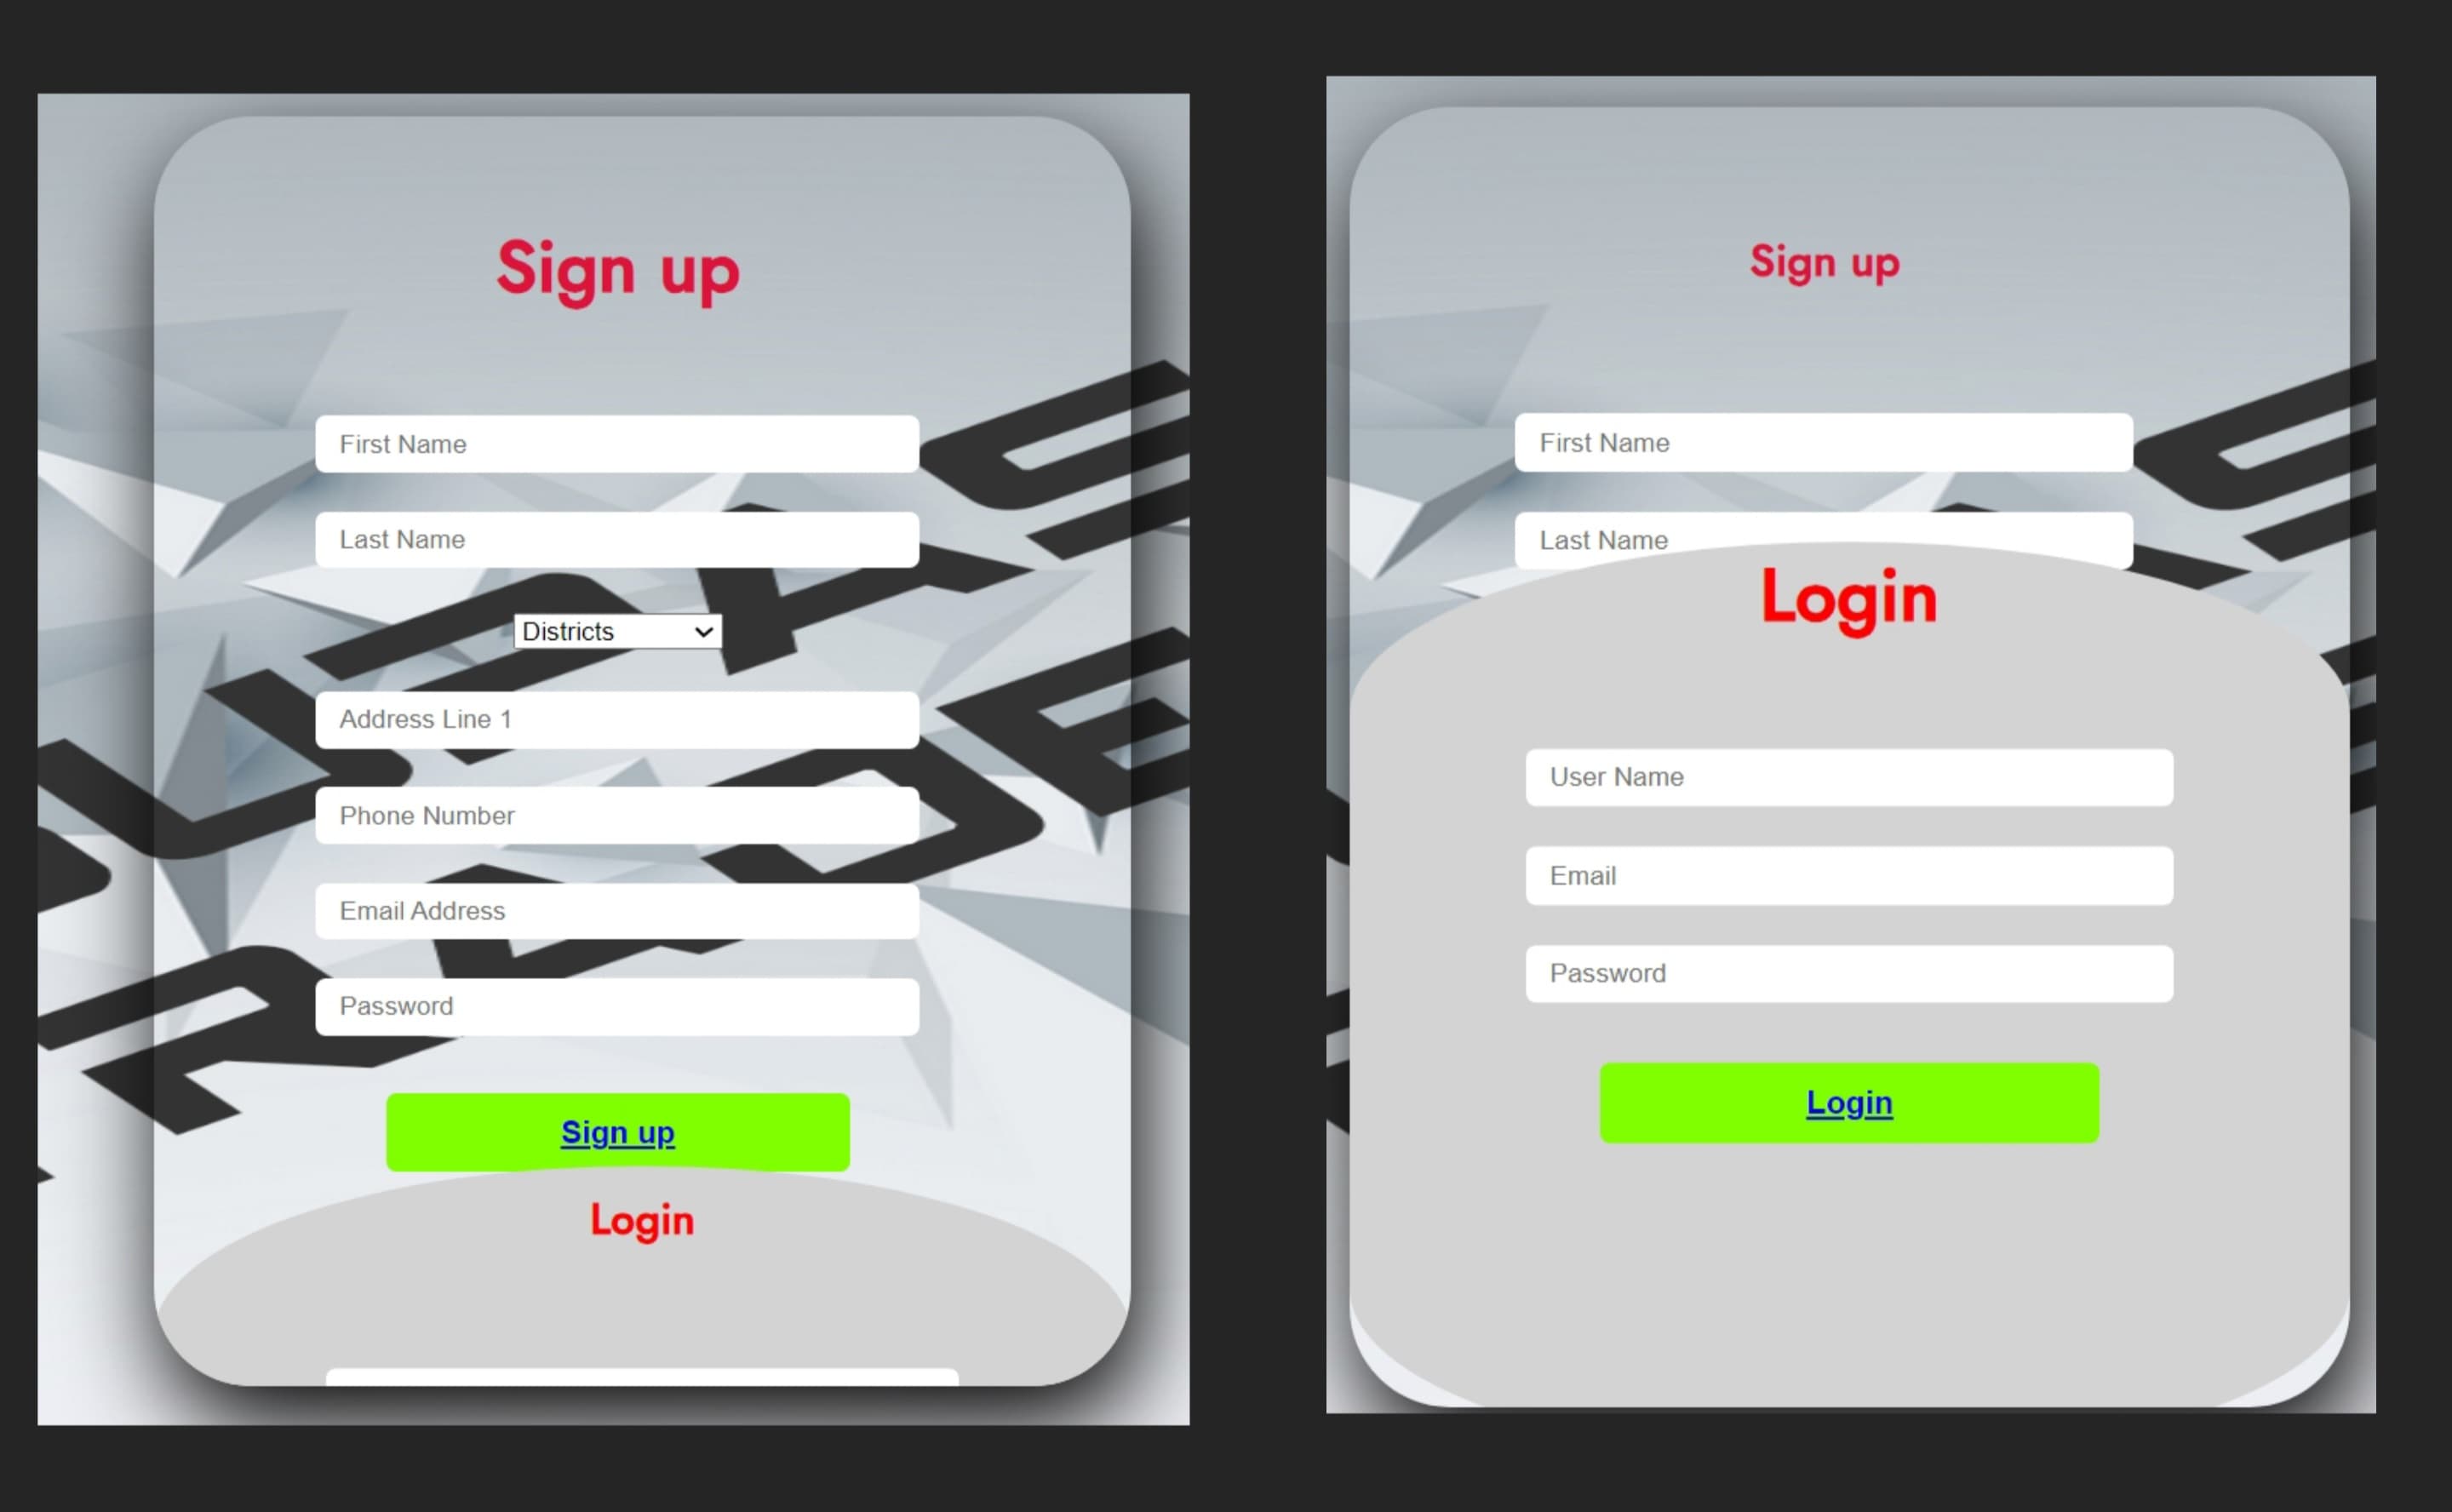 Sign up
First Name
Last Name
Districts
Address Line 1
Phone Number
Email Address
Password
Sign up
Login
Sign up
First Name
Last Name
Login
User Name
Email
Password
Login